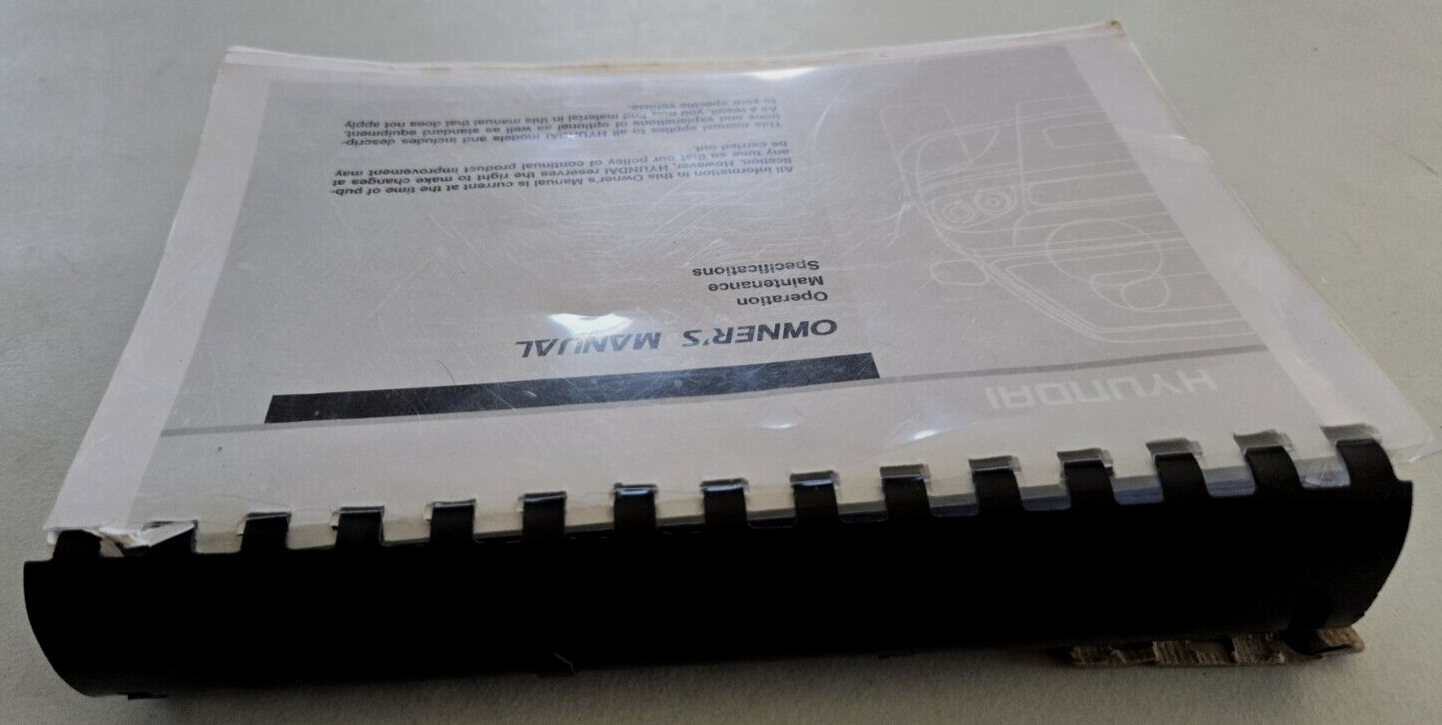 HYUNDAI
OWNER'S MANUAL
Operation
Maintenance
Specifications
All information in this Owner's Manual is current at the time of pub-
lication. However, HYUNDAI reserves the right to make changes at
any time so that our policy of continual product improvement may
be carried out.
This manual applies to all HYUNDAI models and includes descrip-
tions and explanations of optional as well as standard equipment.
As a result, you may find material in this manual that does not apply
to your specific vehicle.